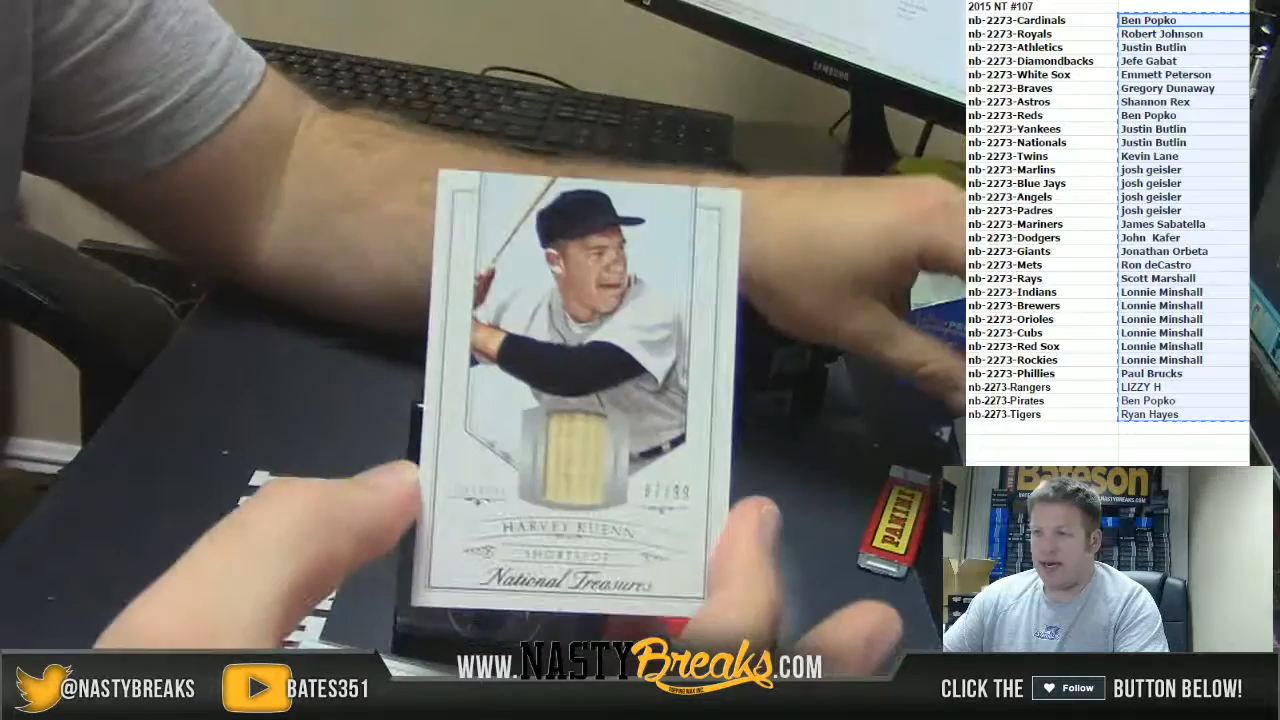 2015 NT #107
nb-2273-Cardinals Ben Popko
nb-2273-Royals Robert Johnson
nb-2273-Athletics Justin Butlin
nb-2273-Diamondbacks Jefe Gabat
nb-2273-White Sox Emmett Peterson
nb-2273-Braves Gregory Dunaway
nb-2273-Astros Shannon Rex
nb-2273-Reds Ben Popko
nb-2273-Yankees Justin Butlin
nb-2273-Nationals Justin Butlin
nb-2273-Twins Kevin Lane
nb-2273-Marlins josh geisler
nb-2273-Blue Jays josh geisler
nb-2273-Angels josh geisler
nb-2273-Padres josh geisler
nb-2273-Mariners James Sabatella
nb-2273-Dodgers John Kafer
nb-2273-Giants Jonathan Orbeta
nb-2273-Mets Ron deCastro
nb-2273-Rays Scott Marshall
nb-2273-Indians Lonnie Minshall
nb-2273-Brewers Lonnie Minshall
nb-2273-Orioles Lonnie Minshall
nb-2273-Cubs Lonnie Minshall
nb-2273-Red Sox Lonnie Minshall
nb-2273-Rockies Lonnie Minshall
nb-2273-Phillies Paul Brucks
nb-2273-Rangers LIZZY H
nb-2273-Pirates Ben Popko
nb-2273-Tigers Ryan Hayes
SAMSUNG
HARVEY KUENN
SHORTSTOP
National Treasures
PANINI
Bateson
@NASTYBREAKS
BATES351
WWW.NASTYBreaks.COM
CLICK THE Follow BUTTON BELOW!